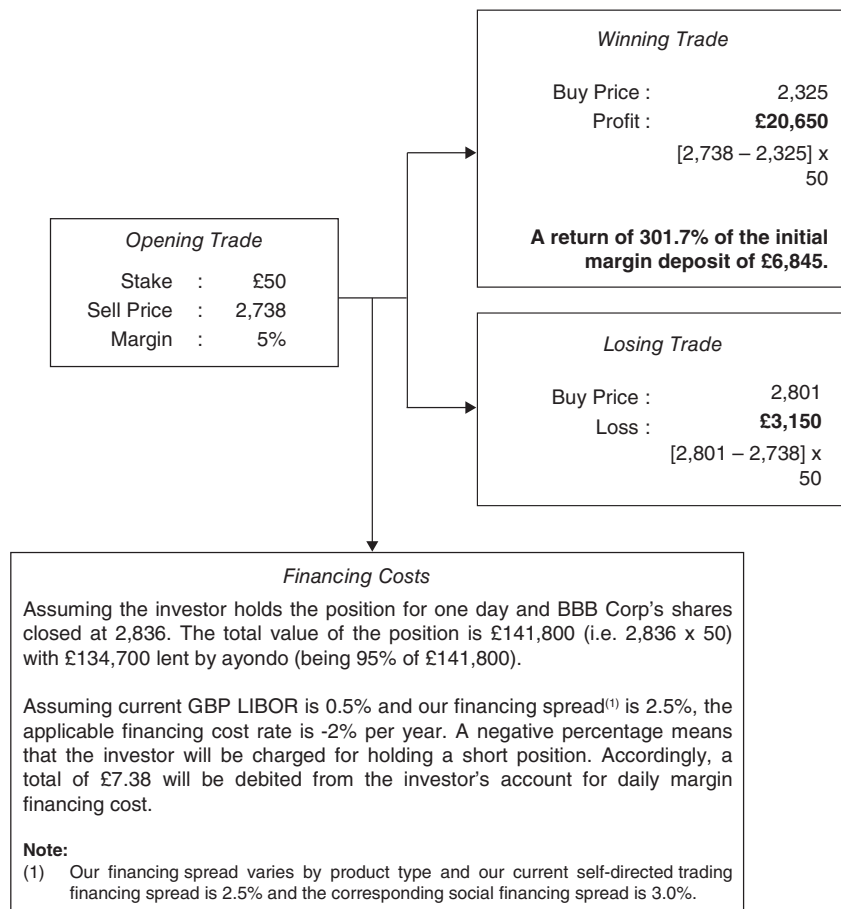 Winning Trade
Buy Price : 2,325
Profit : £20,650
[2,738 – 2,325] x
50
A return of 301.7% of the initial
margin deposit of £6,845.
Opening Trade
Stake : £50
Sell Price : 2,738
Margin : 5%
Losing Trade
Buy Price : 2,801
Loss : £3,150
[2,801 – 2,738] x
50
Financing Costs
Assuming the investor holds the position for one day and BBB Corp's shares
closed at 2,836. The total value of the position is £141,800 (i.e. 2,836 x 50)
with £134,700 lent by ayondo (being 95% of £141,800).
Assuming current GBP LIBOR is 0.5% and our financing spread(1) is 2.5%, the
applicable financing cost rate is -2% per year. A negative percentage means
that the investor will be charged for holding a short position. Accordingly, a
total of £7.38 will be debited from the investor's account for daily margin
financing cost.
Note:
(1) Our financing spread varies by product type and our current self-directed trading
financing spread is 2.5% and the corresponding social financing spread is 3.0%.